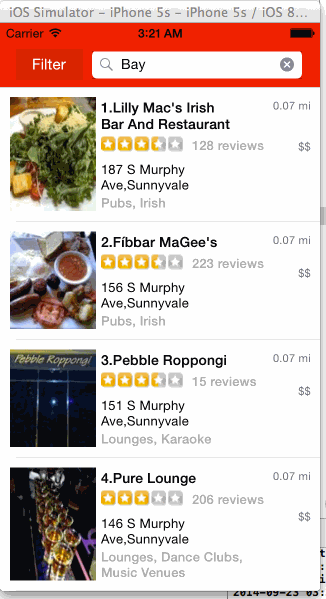 iOS Simulator - iPhone 5s - iPhone 5s / iOS 8...
Carrer 3:21 AM
Filter
Bay
1.Lilly Mac's Irish
Bar And Restaurant
0.07 mi
128 reviews
$$
187 S Murphy
Ave,Sunnyvale
Pubs, Irish
2.Fíbbar MaGee's
0.07 mi
223 reviews
$$
156 S Murphy
Ave,Sunnyvale
Pubs, Irish
Pebble Roppongi
3.Pebble Roppongi
0.07 mi
15 reviews
$$
151 S Murphy
Ave,Sunnyvale
Lounges, Karaoke
4.Pure Lounge
0.07 mi
206 reviews
$$
146 S Murphy
Ave,Sunnyvale
Lounges, Dance Clubs,
Music Venues
2014-09-23 03: